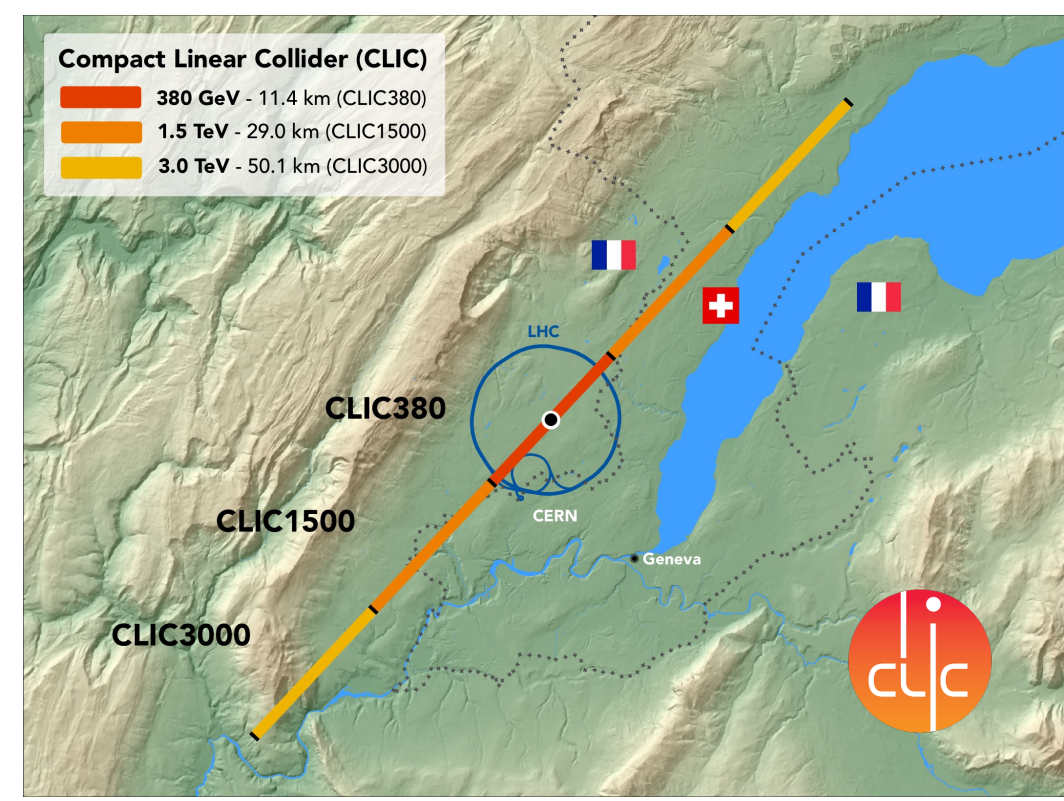 Compact Linear Collider (CLIC)
380 GeV - 11.4 km (CLIC380)
1.5 TeV - 29.0 km (CLIC1500)
3.0 TeV - 50.1 km (CLIC3000)
LHC
CLIC380
CLIC1500
CERN
Geneva
CLIC3000
clic